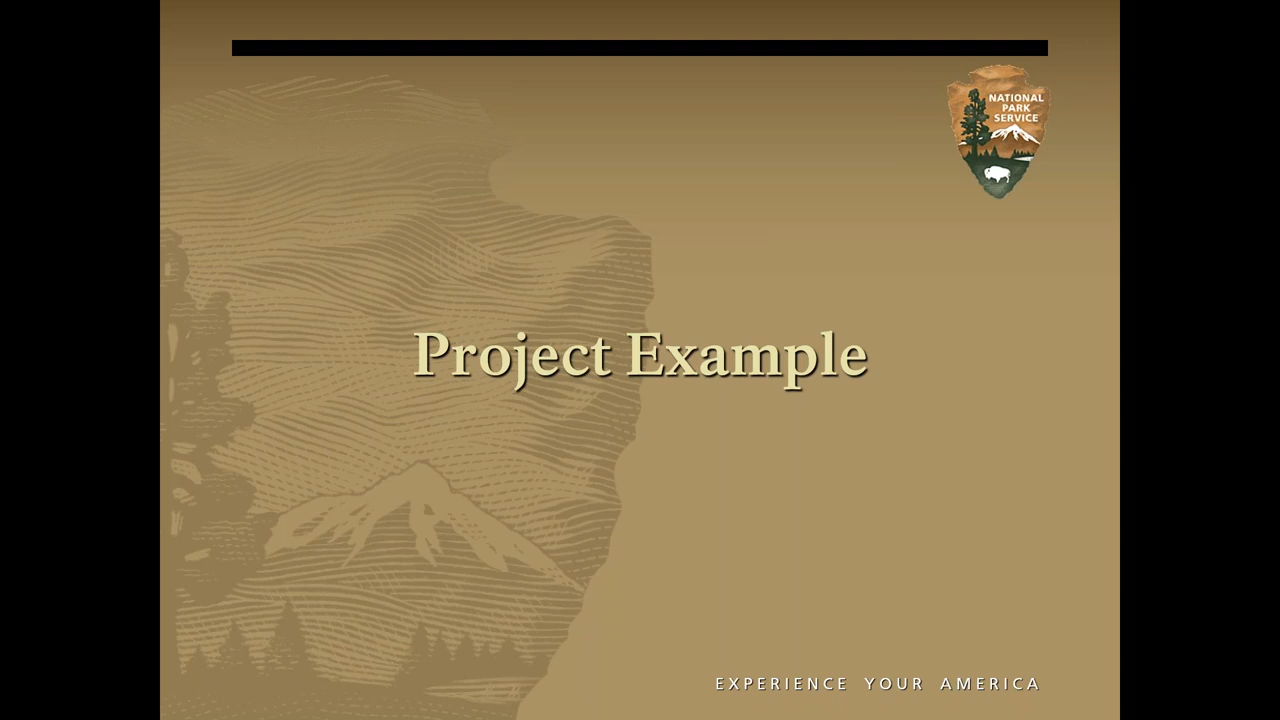 NATIONAL
PARK
SERVICE
Project Example
EXPERIENCE YOUR AMERICA